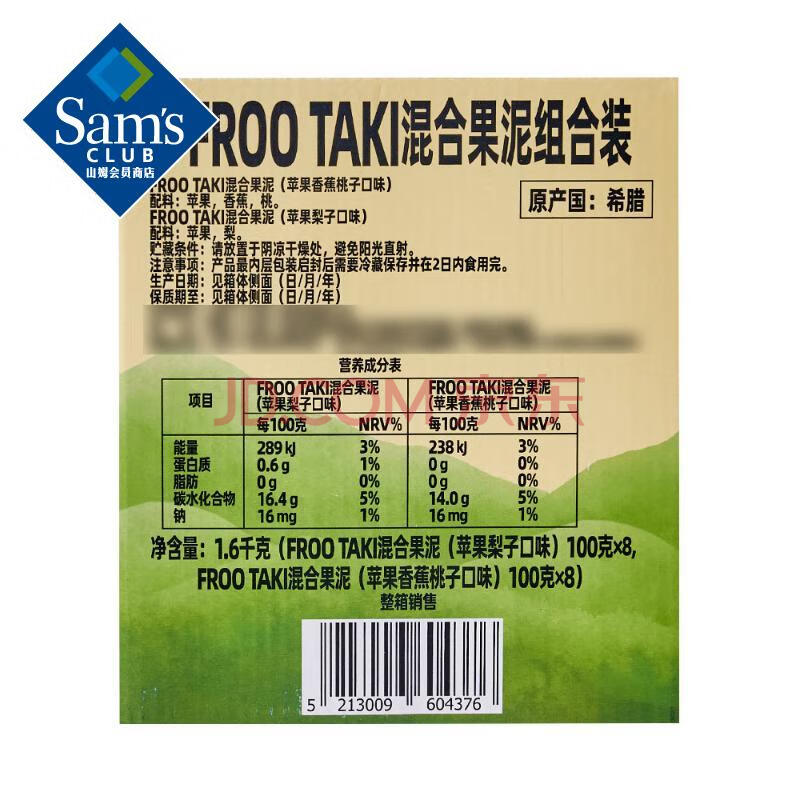 Sam's
CLUB
山姆会员商店
FROO TAKI混合果泥组合装
FROO TAKI混合果泥（苹果香蕉桃子口味）
配料：苹果，香蕉，桃。
FROO TAKI混合果泥（苹果梨子口味）
配料：苹果，梨。
原产国：希腊
贮藏条件：请放置于阴凉干燥处，避免阳光直射。
注意事项：产品最内层包装启封后需要冷藏保存并在2日内食用完。
生产日期：见箱体侧面（日/月/年）
保质期至：见箱体侧面（日/月/年）
营养成分表
项目 FROO TAKI混合果泥（苹果梨子口味） FROO TAKI混合果泥（苹果香蕉桃子口味）
每100克 NRV% 每100克 NRV%
能量 289 kJ 3% 238 kJ 3%
蛋白质 0.6 g 1% 0 g 0%
脂肪 0 g 0% 0 g 0%
碳水化合物 16.4 g 5% 14.0 g 5%
钠 16 mg 1% 16 mg 1%
JD.COM 京东
净含量：1.6千克（FROO TAKI混合果泥（苹果梨子口味）100克×8,
FROO TAKI混合果泥（苹果香蕉桃子口味）100克×8）
整箱销售
5 213009 604376